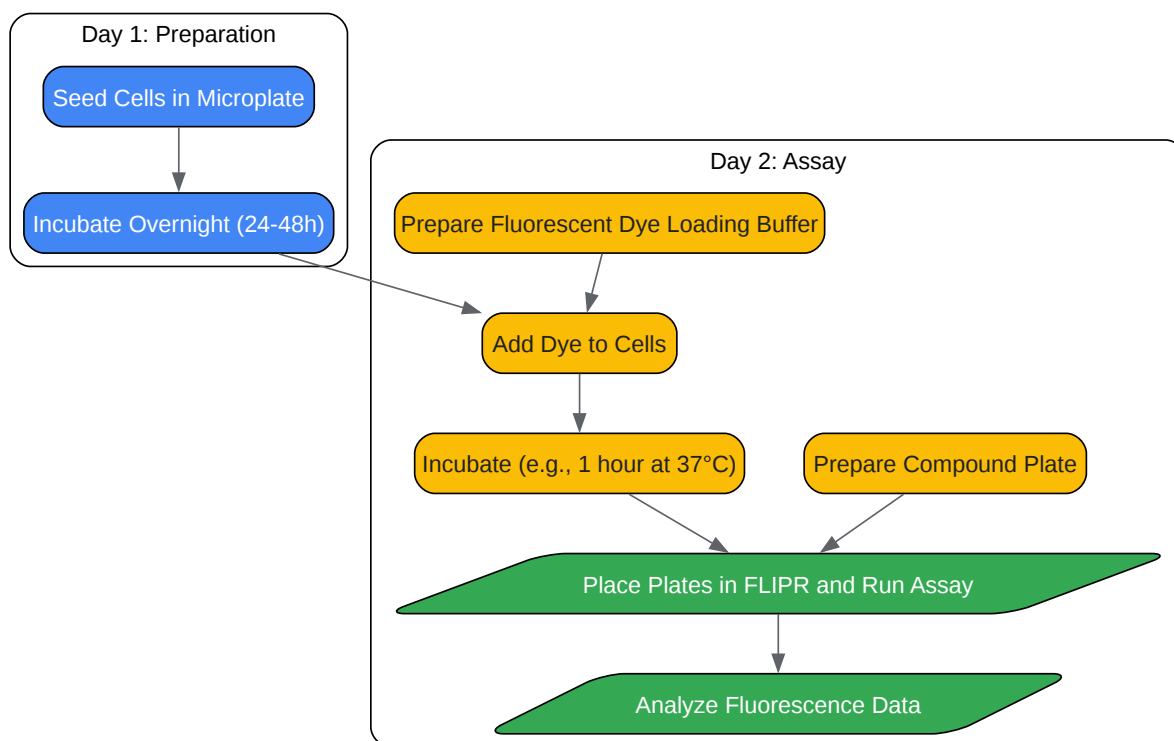 Day 1: Preparation
Seed Cells in Microplate
Incubate Overnight (24-48h)
Day 2: Assay
Prepare Fluorescent Dye Loading Buffer
Add Dye to Cells
Incubate (e.g., 1 hour at 37°C)
Prepare Compound Plate
Place Plates in FLIPR and Run Assay
Analyze Fluorescence Data